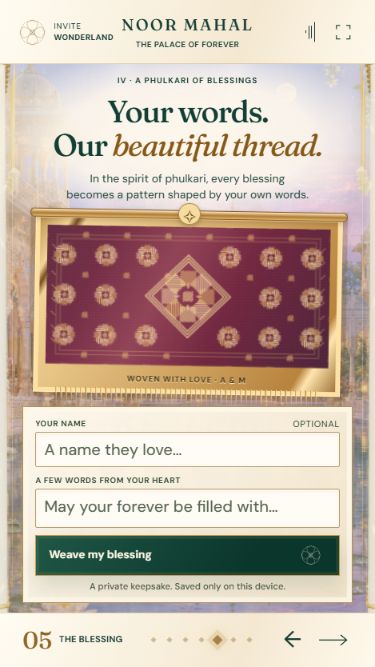 INVITE
WONDERLAND
NOOR MAHAL
THE PALACE OF FOREVER
IV · A PHULKARI OF BLESSINGS
Your words.
Our beautiful thread.
In the spirit of phulkari, every blessing
becomes a pattern shaped by your own words.
WOVEN WITH LOVE · A & M
YOUR NAME
OPTIONAL
A name they love...
A FEW WORDS FROM YOUR HEART
May your forever be filled with...
Weave my blessing
A private keepsake. Saved only on this device.
05 THE BLESSING